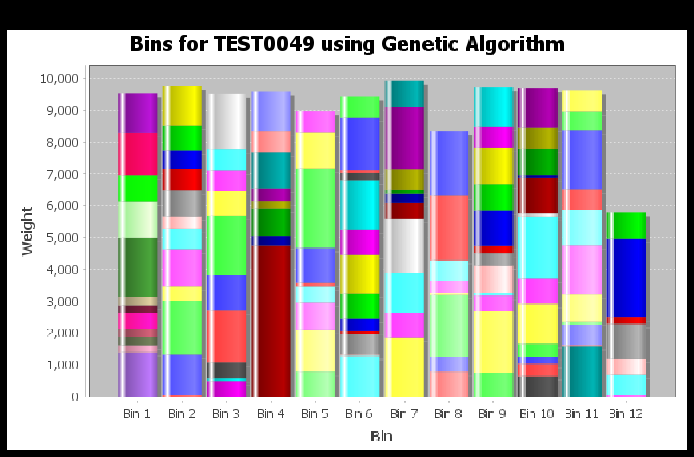 Bins for TEST0049 using Genetic Algorithm
10,000
9,000
8,000
7,000
6,000
5,000
4,000
3,000
2,000
1,000
0
Weight
Bin 1 Bin 2 Bin 3 Bin 4 Bin 5 Bin 6 Bin 7 Bin 8 Bin 9 Bin 10 Bin 11 Bin 12
Bin